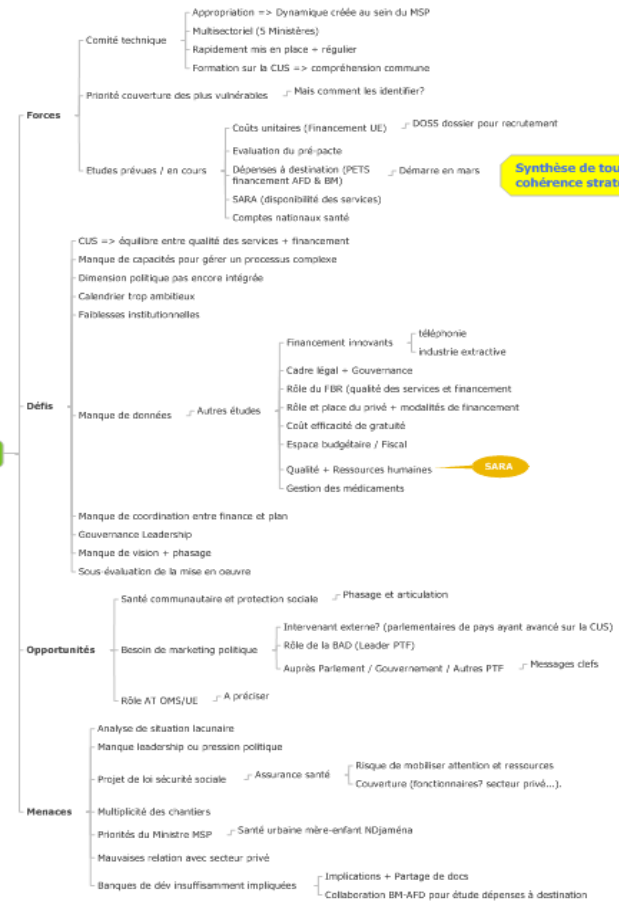 Forces
Comité technique
Appropriation => Dynamique créée au sein du MSP
Multisectoriel (5 Ministères)
Rapidement mis en place + régulier
Formation sur la CUS => compréhension commune
Priorité couverture des plus vulnérables
Mais comment les identifier?
Etudes prévues / en cours
Coûts unitaires (Financement UE)
DOSS dossier pour recrutement
Evaluation du pré-pacte
Dépenses à destination (PETS
financement AFD & BM)
Démarre en mars
SARA (disponibilité des services)
Comptes nationaux santé
Synthèse de tou
cohérence strat
Défis
CUS => équilibre entre qualité des services + financement
Manque de capacités pour gérer un processus complexe
Dimension politique pas encore intégrée
Calendrier trop ambitieux
Faiblesses institutionnelles
Manque de données
Autres études
Financement innovants
téléphonie
industrie extractive
Cadre légal + Gouvernance
Rôle du FBR (qualité des services et financement
Rôle et place du privé + modalités de financement
Coût efficacité de gratuité
Espace budgétaire / Fiscal
Qualité + Ressources humaines
SARA
Gestion des médicaments
Manque de coordination entre finance et plan
Gouvernance Leadership
Manque de vision + phasage
Sous-évaluation de la mise en oeuvre
Opportunités
Santé communautaire et protection sociale
Phasage et articulation
Besoin de marketing politique
Intervenant externe? (parlementaires de pays ayant avancé sur la CUS)
Rôle de la BAD (Leader PTF)
Auprès Parlement / Gouvernement / Autres PTF
Messages clefs
Rôle AT OMS/UE
A préciser
Menaces
Analyse de situation lacunaire
Manque leadership ou pression politique
Projet de loi sécurité sociale
Assurance santé
Risque de mobiliser attention et ressources
Couverture (fonctionnaires? secteur privé...).
Multiplicité des chantiers
Priorités du Ministre MSP
Santé urbaine mère-enfant NDjaména
Mauvaises relation avec secteur privé
Banques de dév insuffisamment impliquées
Implications + Partage de docs
Collaboration BM-AFD pour étude dépenses à destination